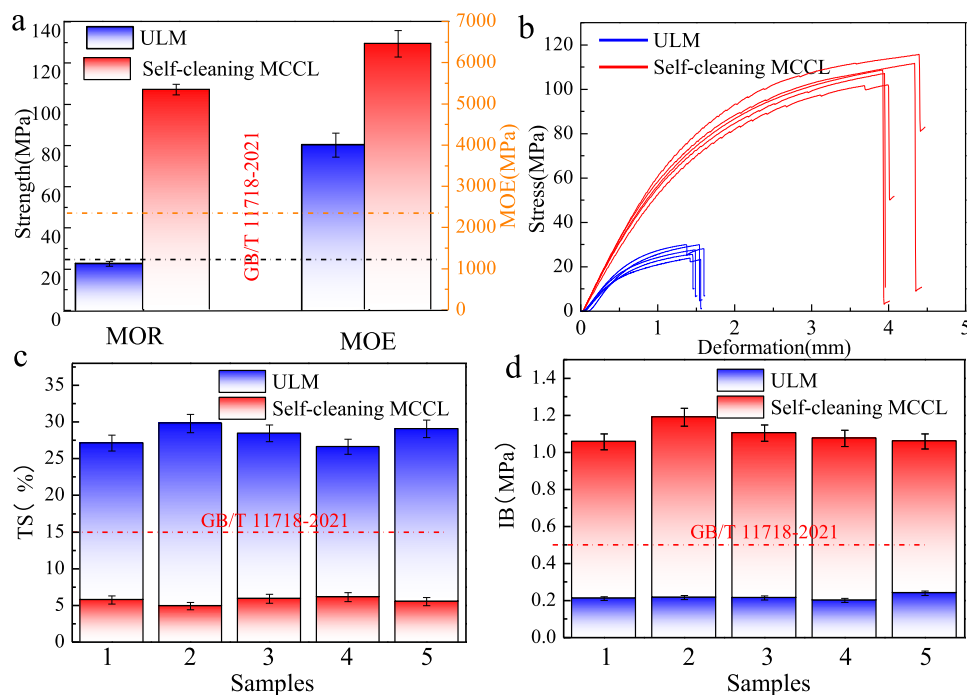 a
ULM
Self-cleaning MCCL
GB/T 11718-2021
Strength(MPa)
MOE(MPa)
140
120
100
80
60
40
20
0
7000
6000
5000
4000
3000
2000
1000
0
MOR
MOE
b
ULM
Self-cleaning MCCL
Stress(MPa)
120
100
80
60
40
20
0
0
1
2
3
4
5
Deformation(mm)
c
ULM
Self-cleaning MCCL
GB/T 11718-2021
TS( %)
35
30
25
20
15
10
5
0
1
2
3
4
5
Samples
d
ULM
Self-cleaning MCCL
GB/T 11718-2021
IB(MPa)
1.4
1.2
1.0
0.8
0.6
0.4
0.2
0.0
1
2
3
4
5
Samples